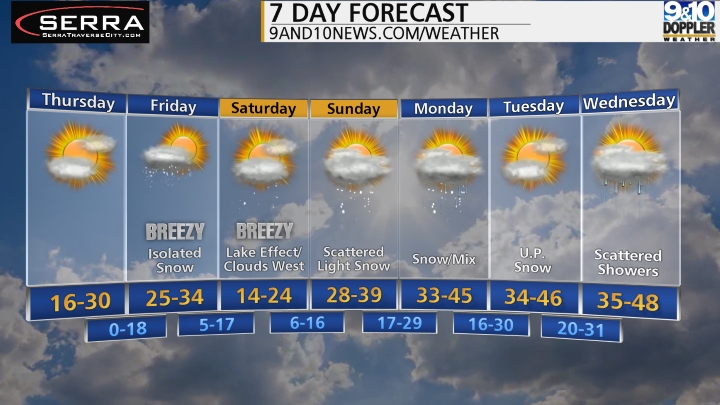 SERRA
SERRATRAVERSECITY.COM
7 DAY FORECAST
9ANDI0NEWS.COM/WEATHER
9&10
DOPPLER
WEATHER
Thursday
Friday
Saturday
Sunday
Monday
Tuesday
Wednesday
BREEZY
Isolated
Snow
BREEZY
Lake Effect/
Clouds West
Scattered
Light Snow
Snow/Mix
U.P.
Snow
Scattered
Showers
16-30
25-34
14-24
28-39
33-45
34-46
35-48
0-18
5-17
6-16
17-29
16-30
20-31